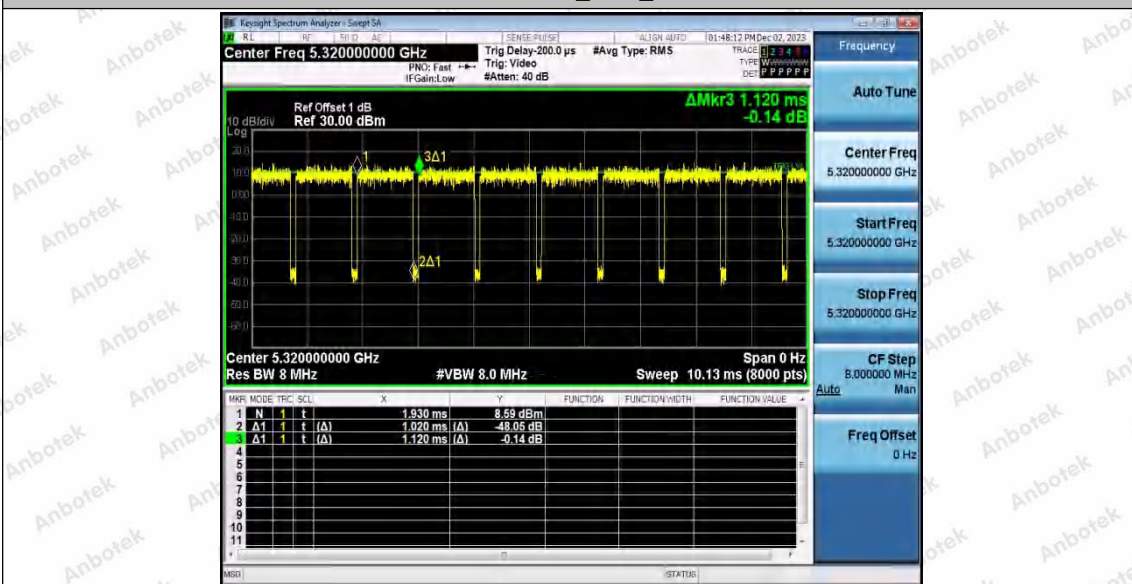 Keysight Spectrum Analyzer - Swept SA
RL RF 50 Ω AC SENSE:PULSE ALIGN AUTO 01:48:12 PM Dec 02, 2023
Center Freq 5.320000000 GHz
PNO: Fast
IFGain:Low
Trig Delay-200.0 µs
Trig: Video
#Atten: 40 dB
#Avg Type: RMS
TRACE 1 2 3 4
TYPE W
DET P P P P P P
ΔMkr3 1.120 ms
-0.14 dB
Ref Offset 1 dB
10 dB/div Ref 30.00 dBm
Log
20.0
10.0
0.00
-10.0
-20.0
-30.0
-40.0
-50.0
-60.0
1
3Δ1
2Δ1
Center 5.320000000 GHz Span 0 Hz
Res BW 8 MHz #VBW 8.0 MHz Sweep 10.13 ms (8000 pts)
MKR MODE TRC SCL X Y FUNCTION FUNCTION WIDTH FUNCTION VALUE
1 N 1 t 1.930 ms 8.59 dBm
2 Δ1 1 t (Δ) 1.020 ms (Δ) -48.05 dB
3 Δ1 1 t (Δ) 1.120 ms (Δ) -0.14 dB
4
5
6
7
8
9
10
11
MSG STATUS
Frequency
Auto Tune
Center Freq
5.320000000 GHz
Start Freq
5.320000000 GHz
Stop Freq
5.320000000 GHz
CF Step
8.000000 MHz
Auto Man
Freq Offset
0 Hz
Anbotek